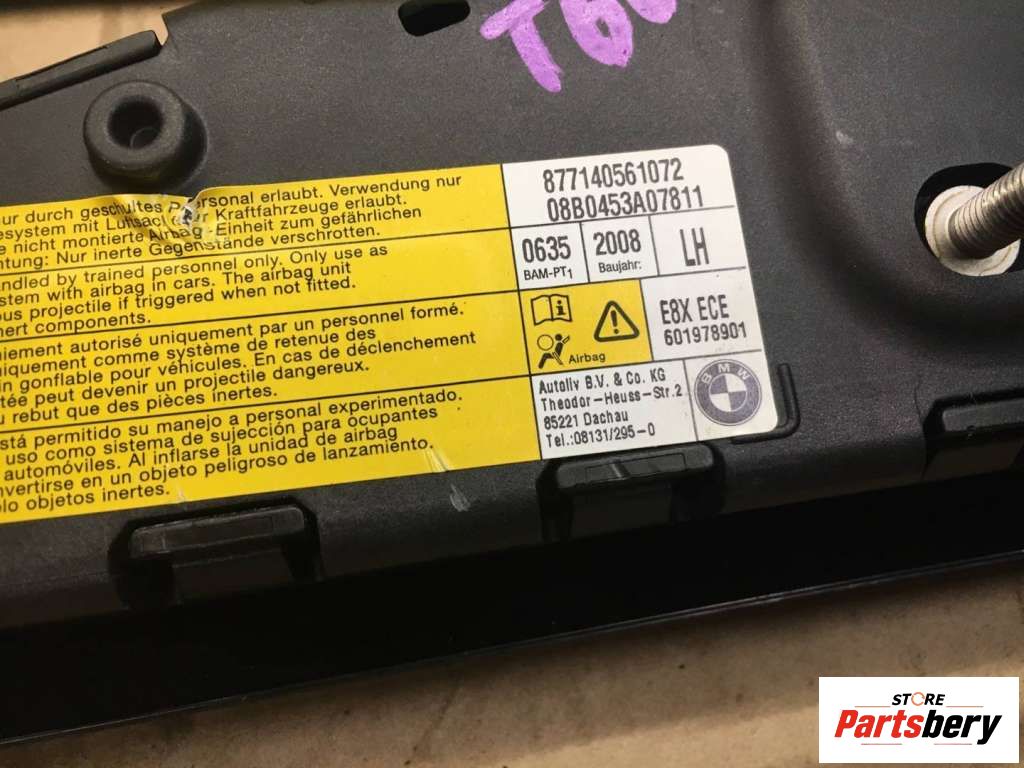 T6
ur durch geschultes Personal erlaubt. Verwendung nur
esystem mit Luftsac Kraftfahrzeuge erlaubt.
e nicht montierte Airbag-Einheit zum gefährlichen
htung: Nur inerte Gegenstände verschrotten.
ndled by trained personnel only. Only use as
stem with airbag in cars. The airbag unit
ous projectile if triggered when not fitted.
nert components.
uiement autorisé uniquement par un personnel formé.
quement comme système de retenue des
in gonflable pour véhicules. En cas de déclenchement
tée peut devenir un projectile dangereux.
u rebut que des pièces inertes.
stá permitido su manejo a personal experimentado.
uso como sistema de sujección para ocupantes
automóviles. Al inflarse la unidad de airbag
nvertirse en un objeto peligroso de lanzamiento.
lo objetos inertes.
877140561072
08B0453A07811
0635
BAM-PT1
2008
Baujahr:
LH
Airbag
E8X ECE
601978901
Autoliv B.V. & Co. KG
Theodor-Heuss-Str.2
85221 Dachau
Tel.:08131/295-0
BMW
STORE
Partsbery